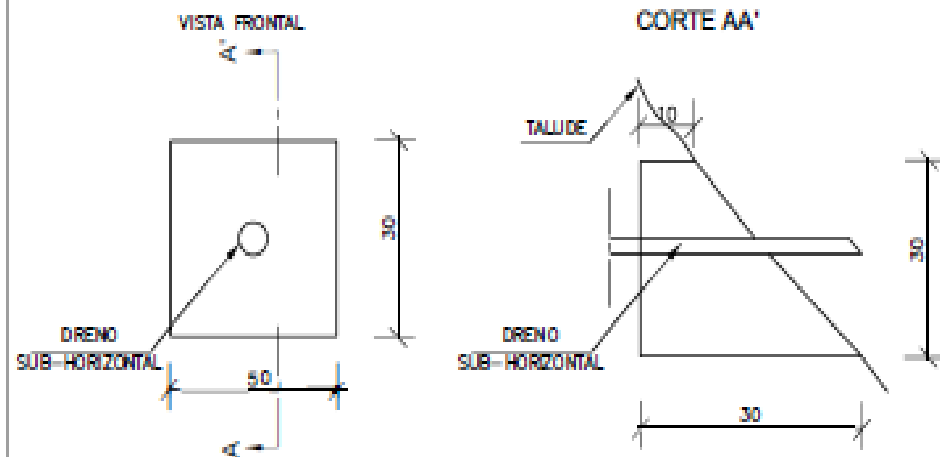 VISTA FRONTAL
A'
30
DRENO
SUB-HORIZONTAL
50
A
CORTE AA'
TALUDE
10
30
DRENO
SUB-HORIZONTAL
30